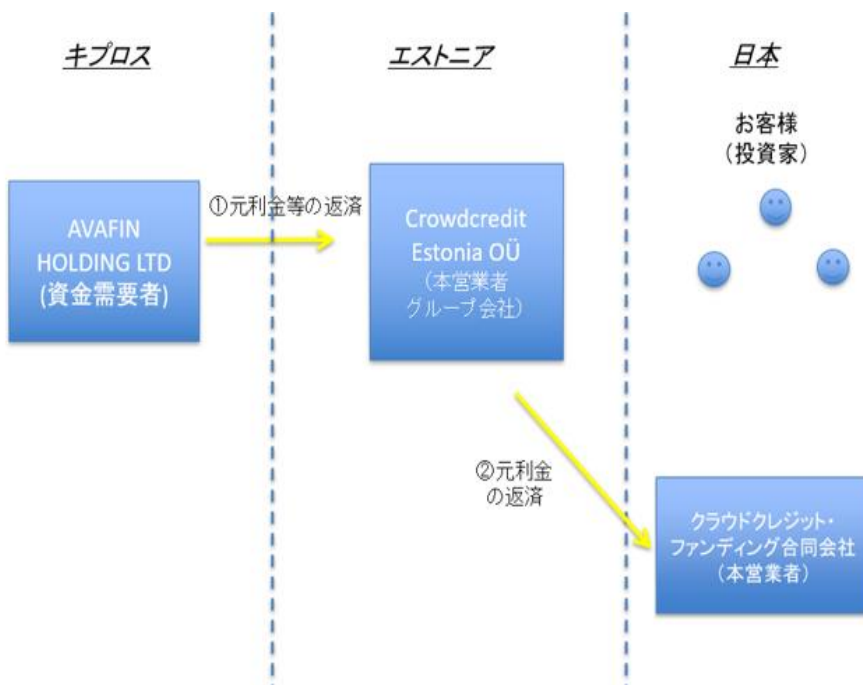 キプロス
エストニア
日本
お客様
（投資家）
①元利金等の返済
AVAFIN
HOLDING LTD
(資金需要者)
Crowdcredit
Estonia OÜ
（本営業者
グループ会社）
②元利金
の返済
クラウドクレジット・
ファンディング合同会社
（本営業者）